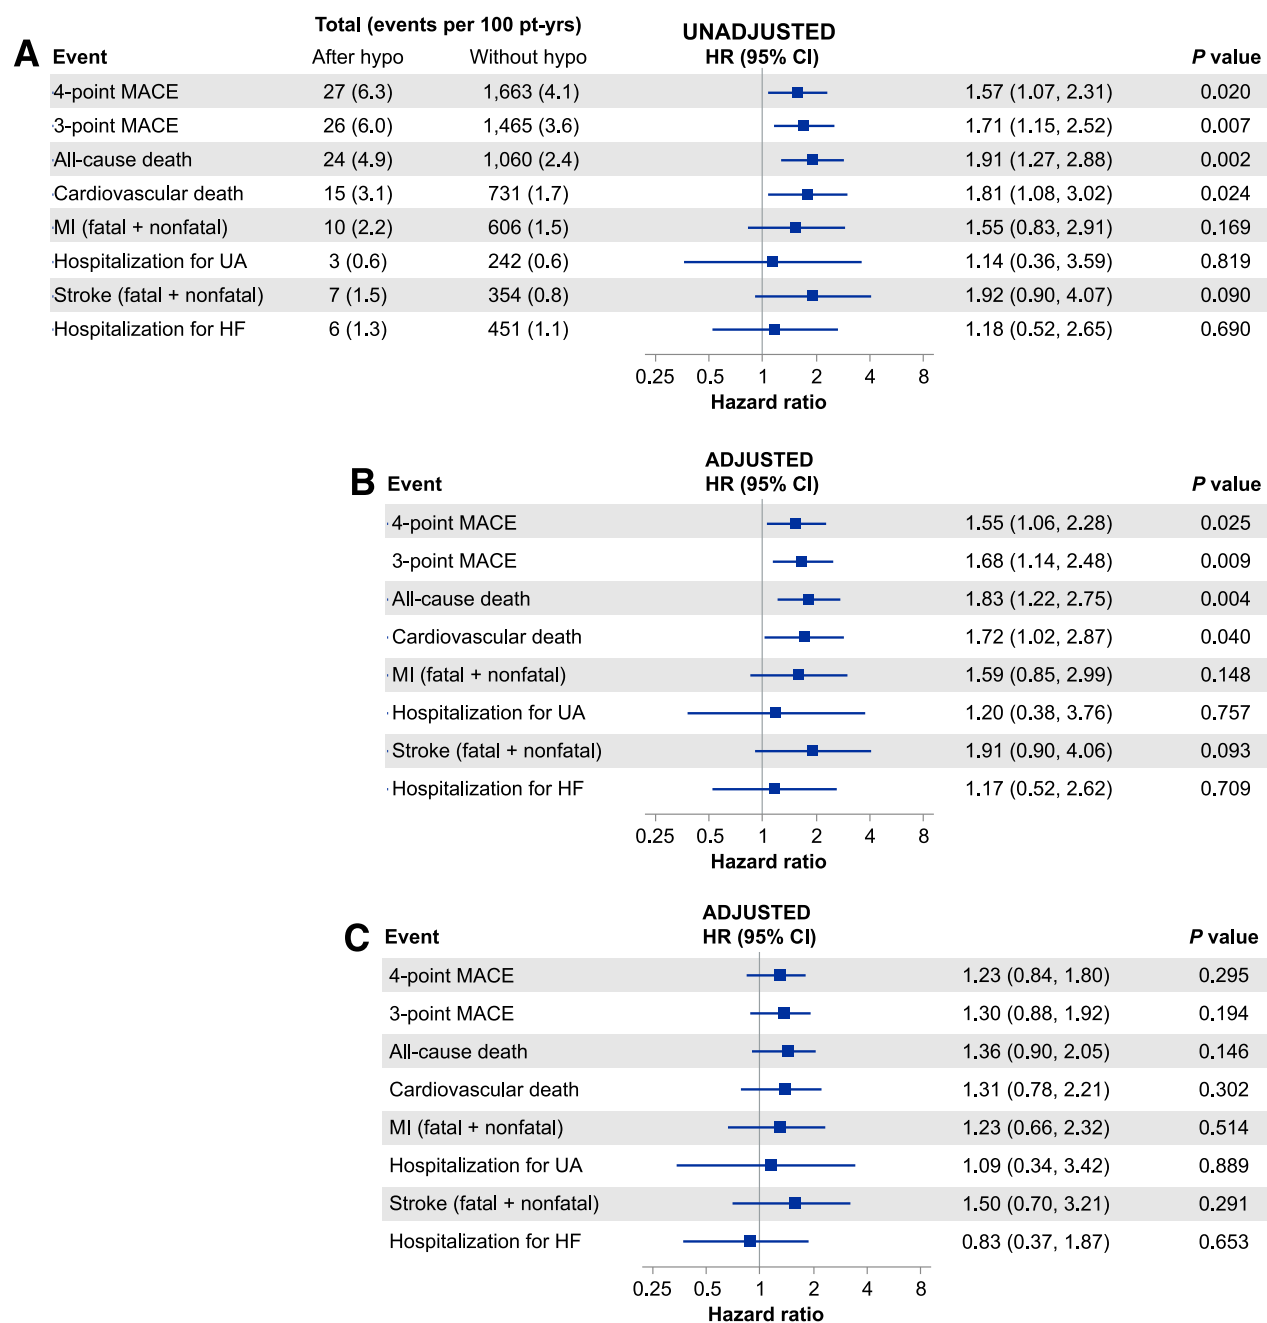 Total (events per 100 pt-yrs) UNADJUSTED
A Event After hypo Without hypo HR (95% CI) P value
4-point MACE 27 (6.3) 1,663 (4.1) 1.57 (1.07, 2.31) 0.020
3-point MACE 26 (6.0) 1,465 (3.6) 1.71 (1.15, 2.52) 0.007
All-cause death 24 (4.9) 1,060 (2.4) 1.91 (1.27, 2.88) 0.002
Cardiovascular death 15 (3.1) 731 (1.7) 1.81 (1.08, 3.02) 0.024
MI (fatal + nonfatal) 10 (2.2) 606 (1.5) 1.55 (0.83, 2.91) 0.169
Hospitalization for UA 3 (0.6) 242 (0.6) 1.14 (0.36, 3.59) 0.819
Stroke (fatal + nonfatal) 7 (1.5) 354 (0.8) 1.92 (0.90, 4.07) 0.090
Hospitalization for HF 6 (1.3) 451 (1.1) 1.18 (0.52, 2.65) 0.690
0.25 0.5 1 2 4 8
Hazard ratio
ADJUSTED
B Event HR (95% CI) P value
4-point MACE 1.55 (1.06, 2.28) 0.025
3-point MACE 1.68 (1.14, 2.48) 0.009
All-cause death 1.83 (1.22, 2.75) 0.004
Cardiovascular death 1.72 (1.02, 2.87) 0.040
MI (fatal + nonfatal) 1.59 (0.85, 2.99) 0.148
Hospitalization for UA 1.20 (0.38, 3.76) 0.757
Stroke (fatal + nonfatal) 1.91 (0.90, 4.06) 0.093
Hospitalization for HF 1.17 (0.52, 2.62) 0.709
0.25 0.5 1 2 4 8
Hazard ratio
ADJUSTED
C Event HR (95% CI) P value
4-point MACE 1.23 (0.84, 1.80) 0.295
3-point MACE 1.30 (0.88, 1.92) 0.194
All-cause death 1.36 (0.90, 2.05) 0.146
Cardiovascular death 1.31 (0.78, 2.21) 0.302
MI (fatal + nonfatal) 1.23 (0.66, 2.32) 0.514
Hospitalization for UA 1.09 (0.34, 3.42) 0.889
Stroke (fatal + nonfatal) 1.50 (0.70, 3.21) 0.291
Hospitalization for HF 0.83 (0.37, 1.87) 0.653
0.25 0.5 1 2 4 8
Hazard ratio